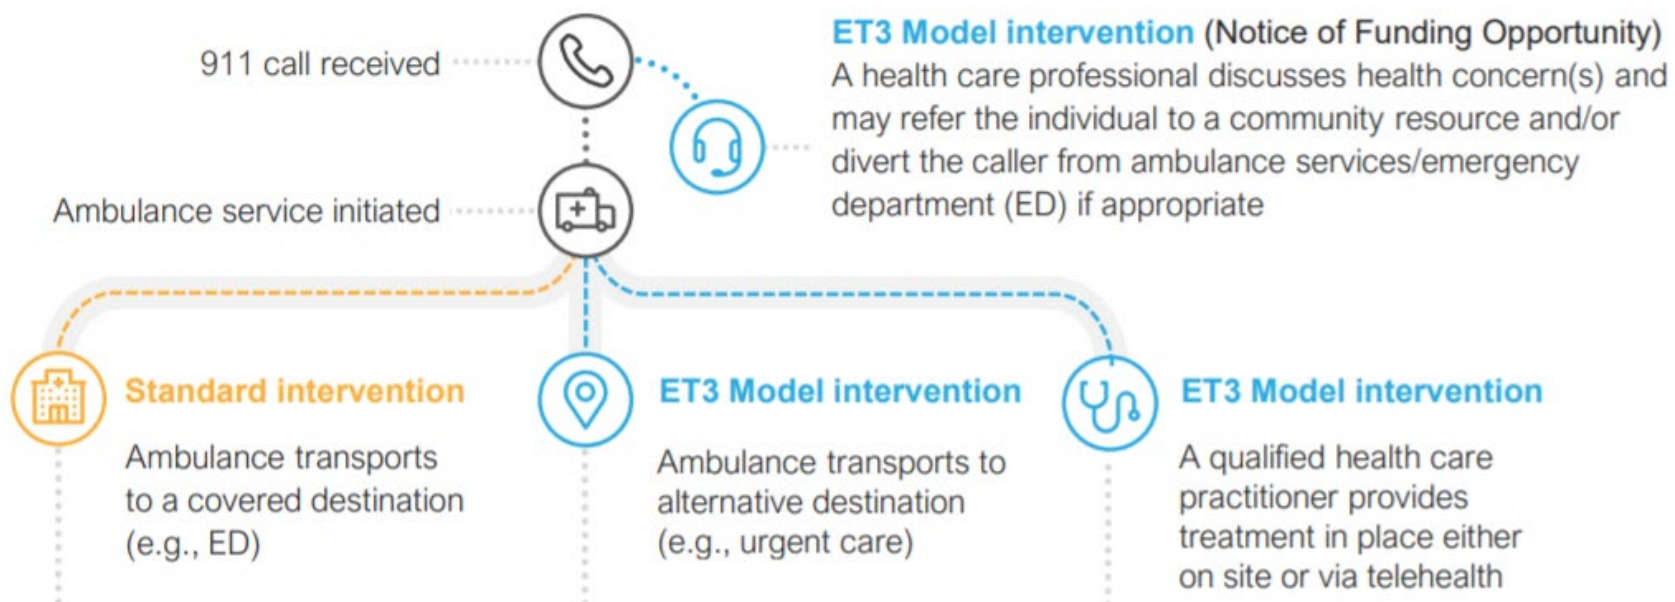 911 call received
ET3 Model intervention (Notice of Funding Opportunity)
A health care professional discusses health concern(s) and
may refer the individual to a community resource and/or
divert the caller from ambulance services/emergency
department (ED) if appropriate
Ambulance service initiated
Standard intervention
Ambulance transports
to a covered destination
(e.g., ED)
ET3 Model intervention
Ambulance transports to
alternative destination
(e.g., urgent care)
ET3 Model intervention
A qualified health care
practitioner provides
treatment in place either
on site or via telehealth